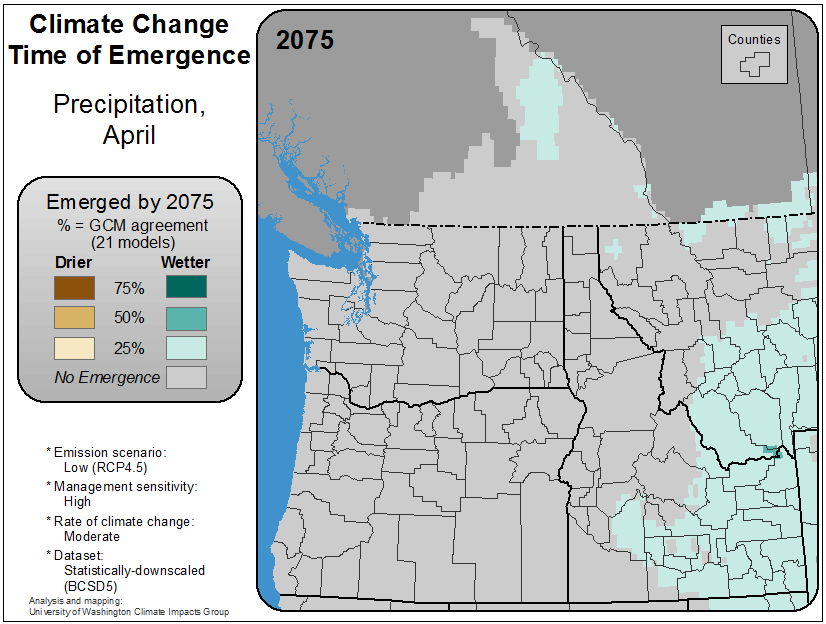 Climate Change
Time of Emergence
Precipitation,
April
2075
Counties
Emerged by 2075
% = GCM agreement
(21 models)
Drier Wetter
75%
50%
25%
No Emergence
* Emission scenario:
Low (RCP4.5)
* Management sensitivity:
High
* Rate of climate change:
Moderate
* Dataset:
Statistically-downscaled
(BCSD5)
Analysis and mapping:
University of Washington Climate Impacts Group